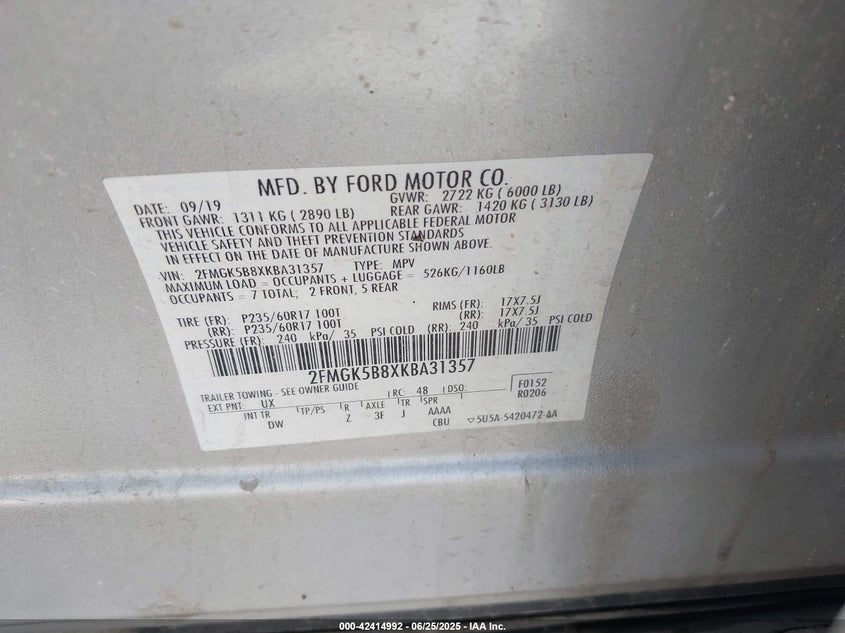 MFD. BY FORD MOTOR CO.
DATE: 09/19 GVWR: 2722 KG ( 6000 LB)
FRONT GAWR: 1311 KG ( 2890 LB) REAR GAWR: 1420 KG ( 3130 LB)
THIS VEHICLE CONFORMS TO ALL APPLICABLE FEDERAL MOTOR
VEHICLE SAFETY AND THEFT PREVENTION STANDARDS
IN EFFECT ON THE DATE OF MANUFACTURE SHOWN ABOVE.
VIN: 2FMGK5B8XKBA31357 TYPE: MPV
MAXIMUM LOAD = OCCUPANTS + LUGGAGE = 526KG/1160LB
OCCUPANTS = 7 TOTAL; 2 FRONT, 5 REAR
TIRE (FR): P235/60R17 100T RIMS (FR): 17X7.5J
(RR): P235/60R17 100T (RR): 17X7.5J
PRESSURE (FR): 240 kPa/ 35 PSI COLD (RR): 240 kPa/ 35 PSI COLD
2FMGK5B8XKBA31357
TRAILER TOWING - SEE OWNER GUIDE
EXT PNT: UX RC: 48 DSO: F0152
INT TR TP/PS R AXLE TR SPR R0206
DW Z 3F J AAAA
CBU 5U5A-5420472-AA
000-42414992 - 06/25/2025 - IAA Inc.